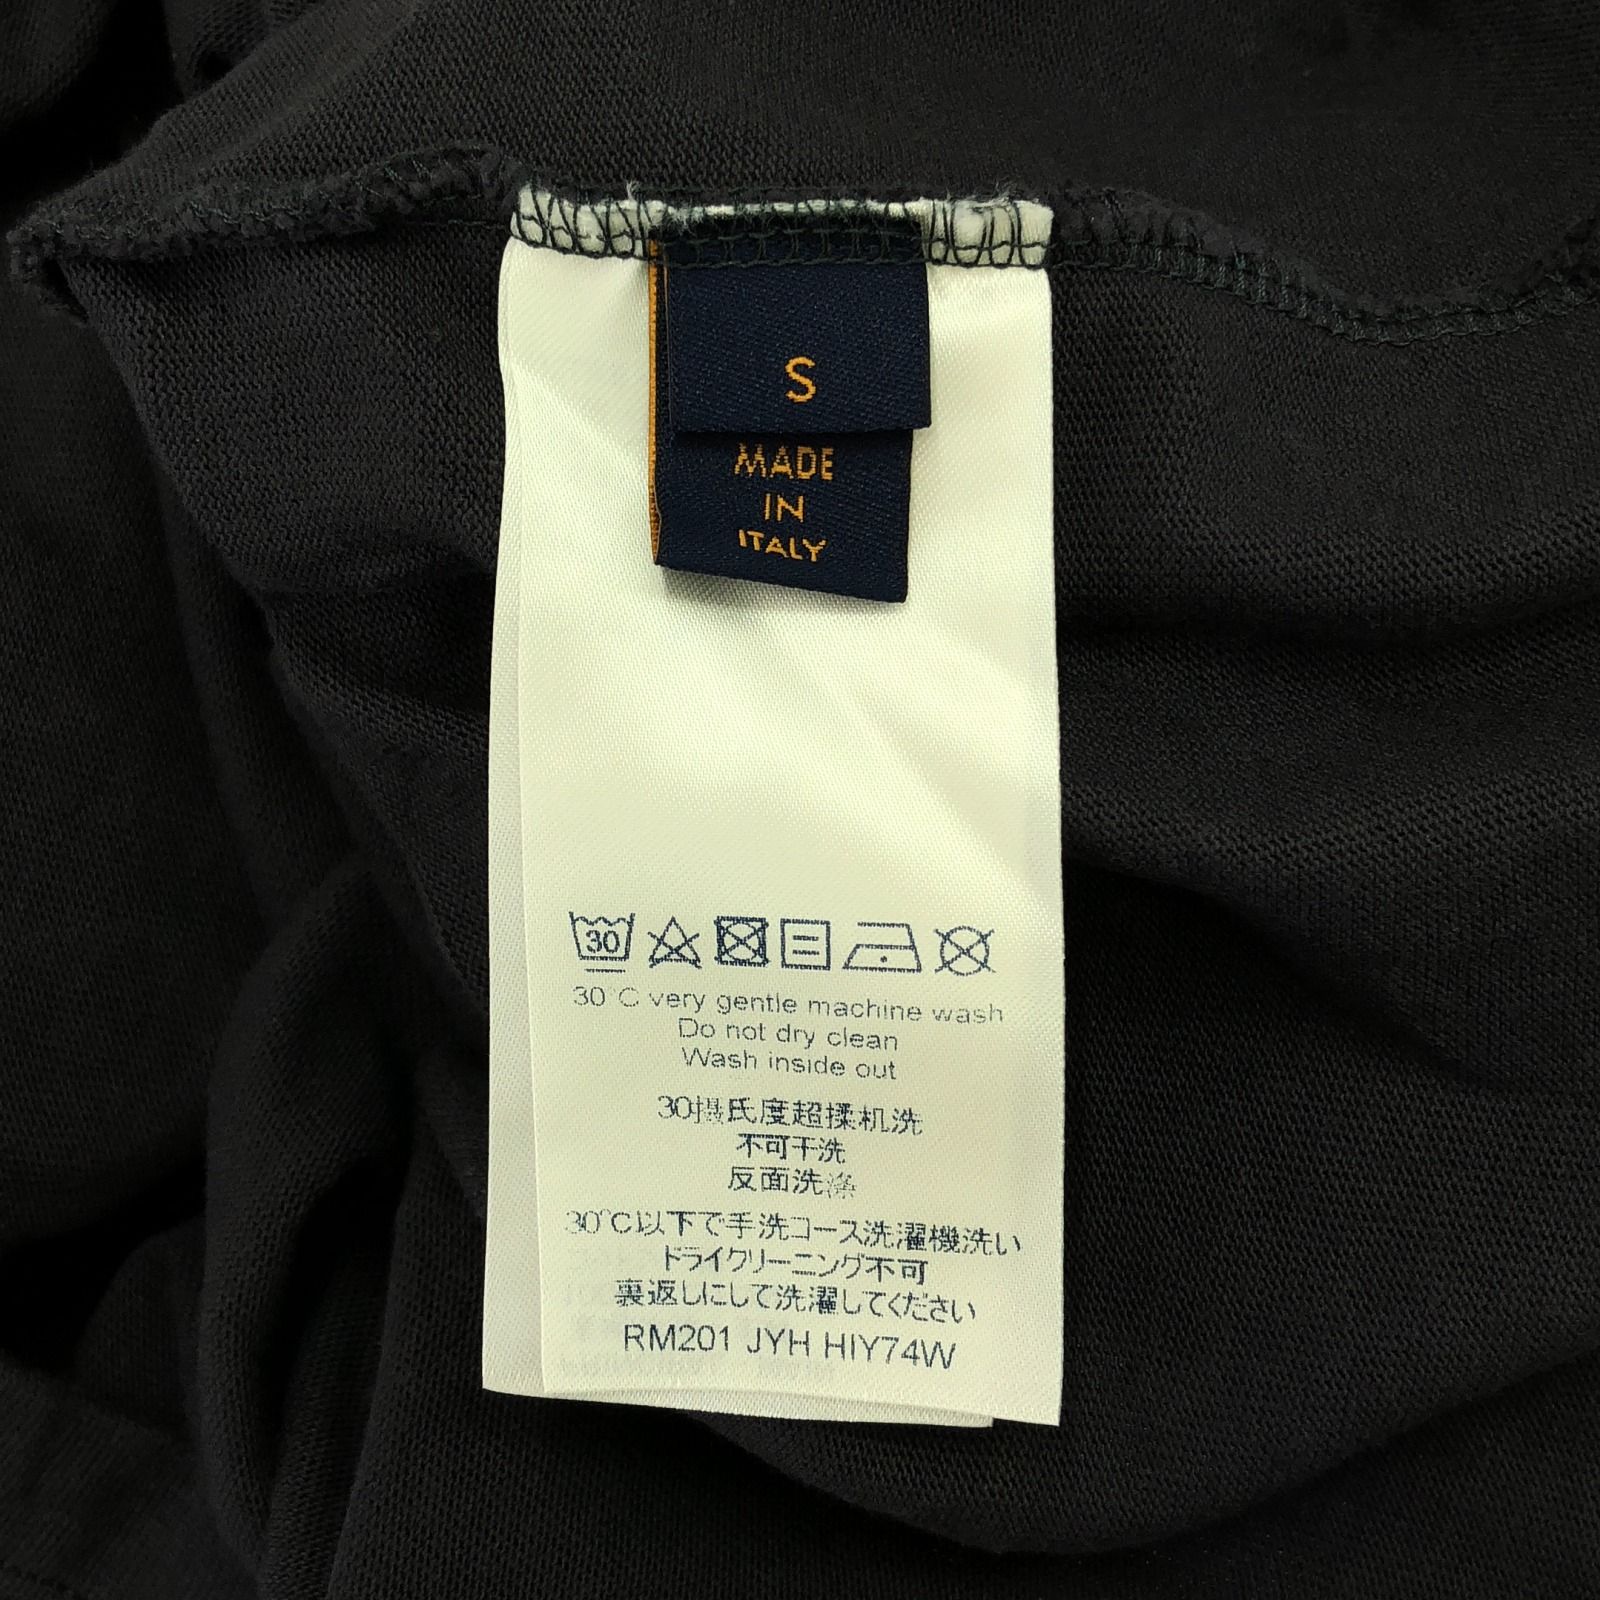 S
MADE
IN
ITALY
30
30°C very gentle machine wash
Do not dry clean
Wash inside out
30摄氏度超揉机洗
不可干洗
反面洗涤
30℃以下で手洗コース洗濯機洗い
ドライクリーニング不可
裏返しにして洗濯してください
RM201 JYH HIY74W